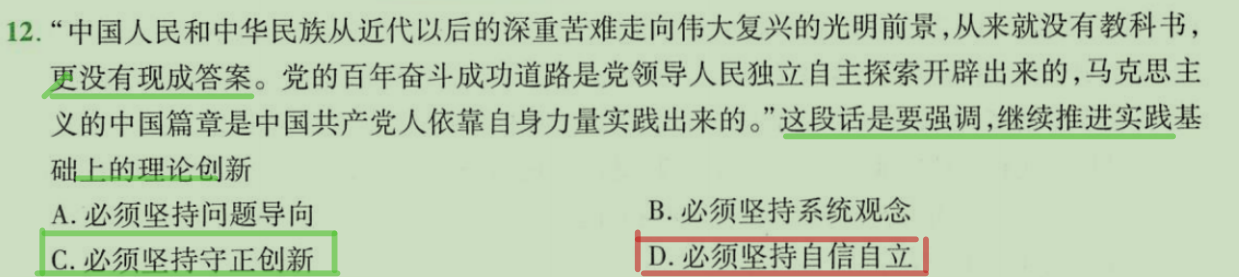 12. “中国人民和中华民族从近代以后的深重苦难走向伟大复兴的光明前景,从来就没有教科书,
更没有现成答案。党的百年奋斗成功道路是党领导人民独立自主探索开辟出来的,马克思主
义的中国篇章是中国共产党人依靠自身力量实践出来的。”这段话是要强调,继续推进实践基
础上的理论创新
A. 必须坚持问题导向 B. 必须坚持系统观念
C. 必须坚持守正创新 D. 必须坚持自信自立